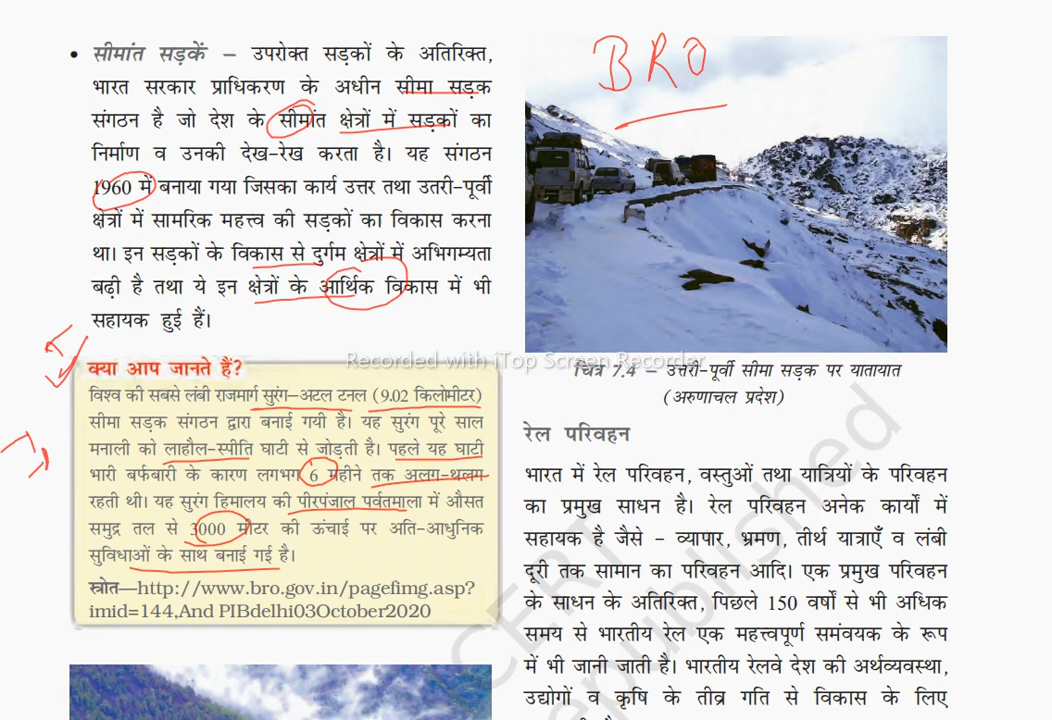 • सीमांत सड़कें – उपरोक्त सड़कों के अतिरिक्त,
भारत सरकार प्राधिकरण के अधीन सीमा सड़क
संगठन है जो देश के सीमांत क्षेत्रों में सड़कों का
निर्माण व उनकी देख-रेख करता है। यह संगठन
1960 में बनाया गया जिसका कार्य उत्तर तथा उतरी-पूर्वी
क्षेत्रों में सामरिक महत्त्व की सड़कों का विकास करना
था। इन सड़कों के विकास से दुर्गम क्षेत्रों में अभिगम्यता
बढ़ी है तथा ये इन क्षेत्रों के आर्थिक विकास में भी
सहायक हुई हैं।
क्या आप जानते हैं?
विश्व की सबसे लंबी राजमार्ग सुरंग-अटल टनल (9.02 किलोमीटर)
सीमा सड़क संगठन द्वारा बनाई गयी है। यह सुरंग पूरे साल
मनाली को लाहौल-स्पीति घाटी से जोड़ती है। पहले यह घाटी
भारी बर्फबारी के कारण लगभग 6 महीने तक अलग-थलग
रहती थी। यह सुरंग हिमालय की पीरपंजाल पर्वतमाला में औसत
समुद्र तल से 3000 मीटर की ऊंचाई पर अति-आधुनिक
सुविधाओं के साथ बनाई गई है।
स्रोत—http://www.bro.gov.in/pagefimg.asp?
imid=144,And PIBdelhi03October2020
BRO
Recorded with iTop Screen Recorder
चित्र 7.4 – उत्तरी-पूर्वी सीमा सड़क पर यातायात
(अरुणाचल प्रदेश)
रेल परिवहन
भारत में रेल परिवहन, वस्तुओं तथा यात्रियों के परिवहन
का प्रमुख साधन है। रेल परिवहन अनेक कार्यों में
सहायक है जैसे – व्यापार, भ्रमण, तीर्थ यात्राएँ व लंबी
दूरी तक सामान का परिवहन आदि। एक प्रमुख परिवहन
के साधन के अतिरिक्त, पिछले 150 वर्षों से भी अधिक
समय से भारतीय रेल एक महत्त्वपूर्ण समंवयक के रूप
में भी जानी जाती है। भारतीय रेलवे देश की अर्थव्यवस्था,
उद्योगों व कृषि के तीव्र गति से विकास के लिए